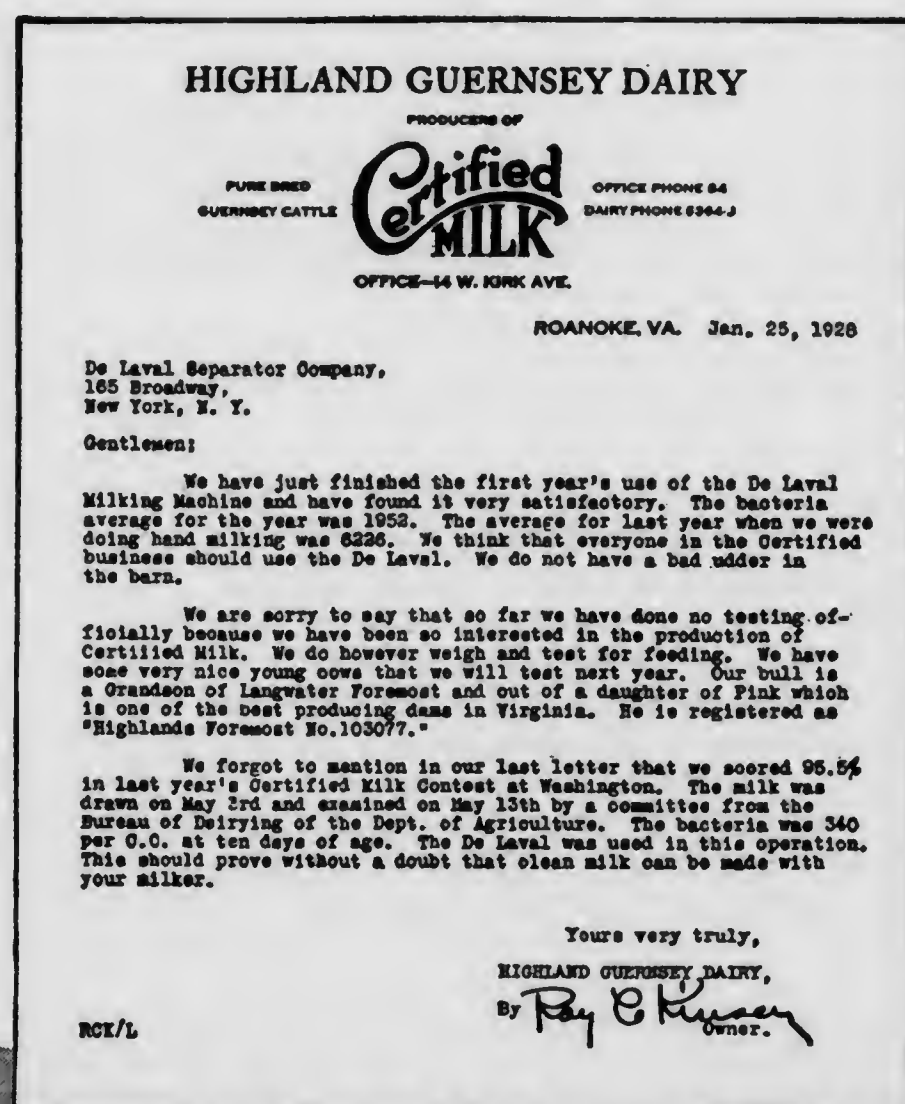 HIGHLAND GUERNSEY DAIRY
PRODUCERS OF
Certified
MILK
PURE BRED
GUERNSEY CATTLE
OFFICE PHONE 84
DAIRY PHONE 6364-J
OFFICE—14 W. KIRK AVE.
ROANOKE, VA. Jan. 25, 1928
De Laval Separator Company,
165 Broadway,
New York, N. Y.
Gentlemen:
We have just finished the first year's use of the De Laval
Milking Machine and have found it very satisfactory. The bacteria
average for the year was 1952. The average for last year when we were
doing hand milking was 6226. We think that everyone in the Certified
business should use the De Laval. We do not have a bad udder in
the barn.
We are sorry to say that so far we have done no testing of-
ficially because we have been so interested in the production of
Certified Milk. We do however weigh and test for feeding. We have
some very nice young cows that we will test next year. Our bull is
a Grandson of Langwater Foremost and out of a daughter of Pink which
is one of the best producing dams in Virginia. He is registered as
"Highlands Foremost No.103077."
We forgot to mention in our last letter that we scored 95.5%
in last year's Certified Milk Contest at Washington. The milk was
drawn on May 3rd and examined on May 13th by a committee from the
Bureau of Dairying of the Dept. of Agriculture. The bacteria was 340
per C.C. at ten days of age. The De Laval was used in this operation.
This should prove without a doubt that clean milk can be made with
your milker.
Yours very truly,
HIGHLAND GUERNSEY DAIRY,
By Roy C Kinsey
Owner.
RCK/L